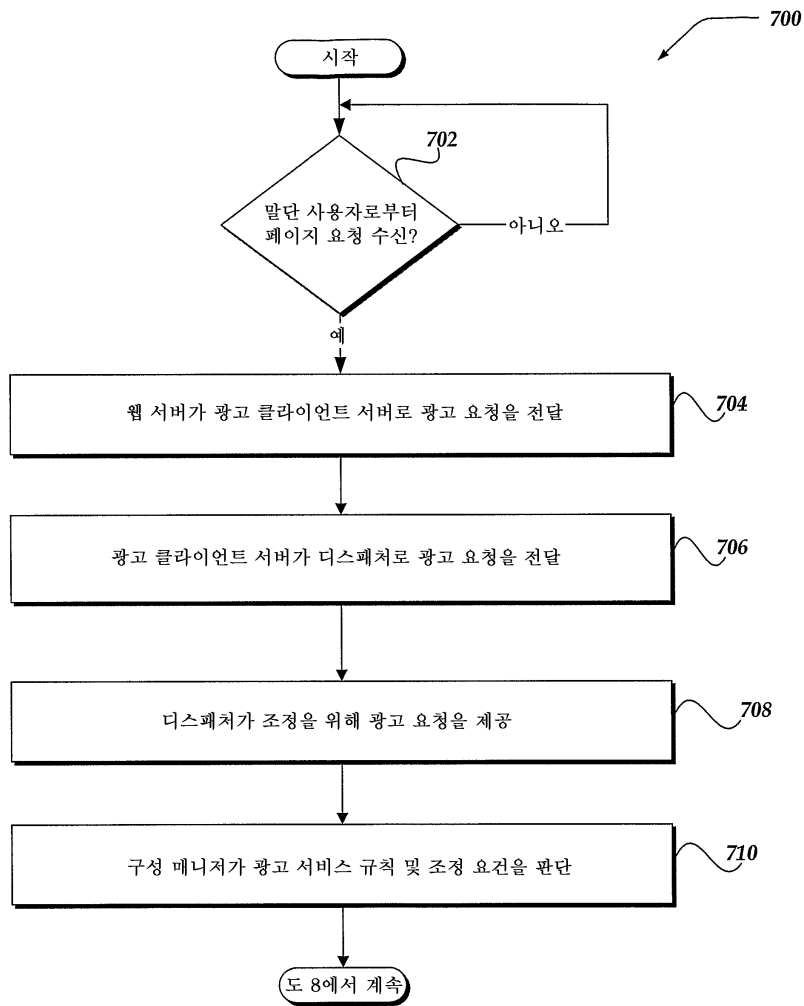 700
시작
702
말단 사용자로부터
페이지 요청 수신?
아니오
예
웹 서버가 광고 클라이언트 서버로 광고 요청을 전달
704
광고 클라이언트 서버가 디스패처로 광고 요청을 전달
706
디스패처가 조정을 위해 광고 요청을 제공
708
구성 매니저가 광고 서비스 규칙 및 조정 요건을 판단
710
도 8에서 계속